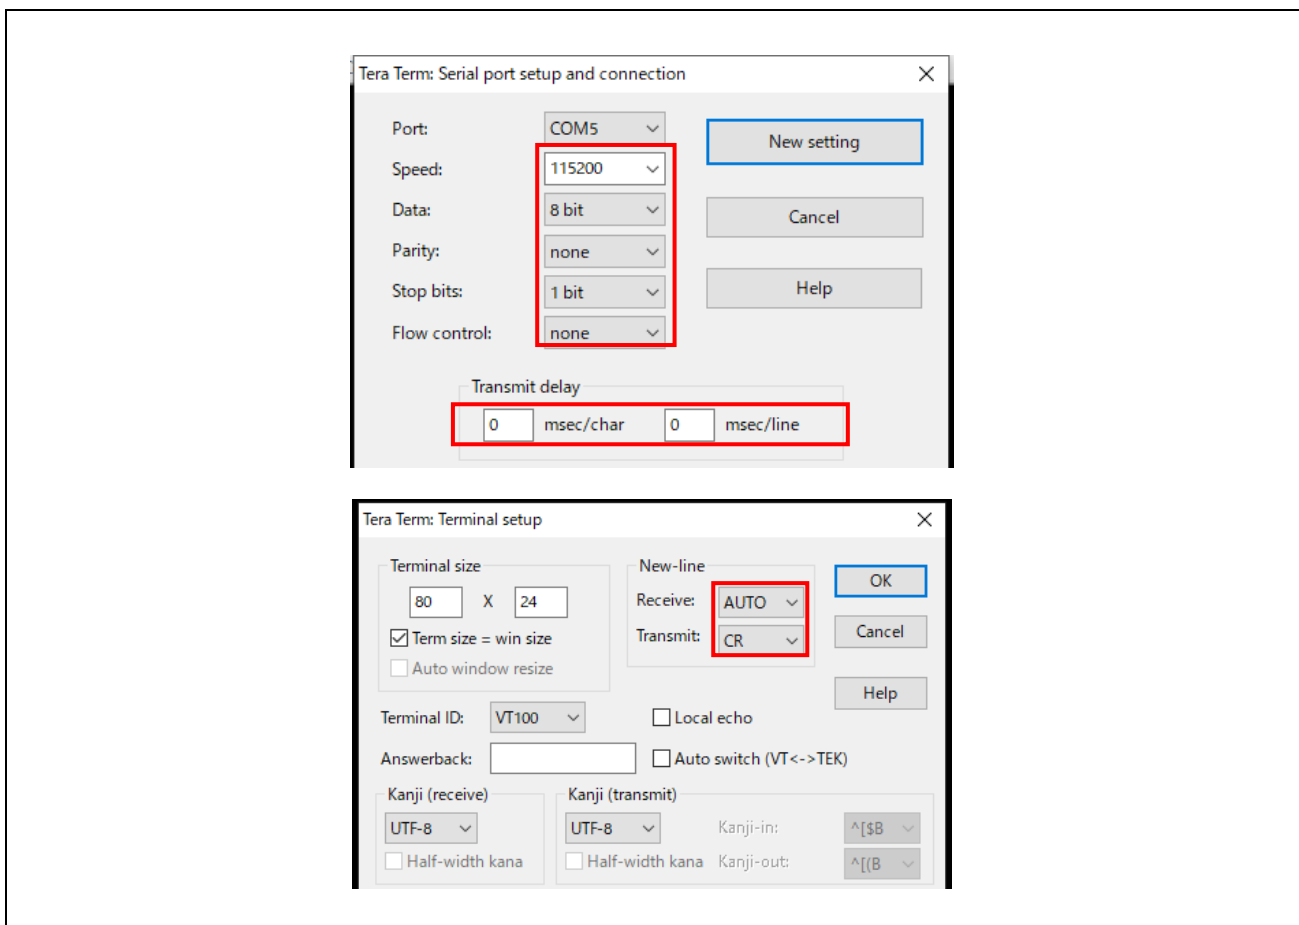 Tera Term: Serial port setup and connection
Port: COM5 New setting
Speed: 115200
Data: 8 bit Cancel
Parity: none
Stop bits: 1 bit Help
Flow control: none
Transmit delay
0 msec/char 0 msec/line
Tera Term: Terminal setup
Terminal size New-line OK
80 X 24 Receive: AUTO
Term size = win size Transmit: CR Cancel
Auto window resize
Help
Terminal ID: VT100 Local echo
Answerback: Auto switch (VT<->TEK)
Kanji (receive) Kanji (transmit)
UTF-8 UTF-8 Kanji-in: ^[$B
Half-width kana Half-width kana Kanji-out: ^[(B